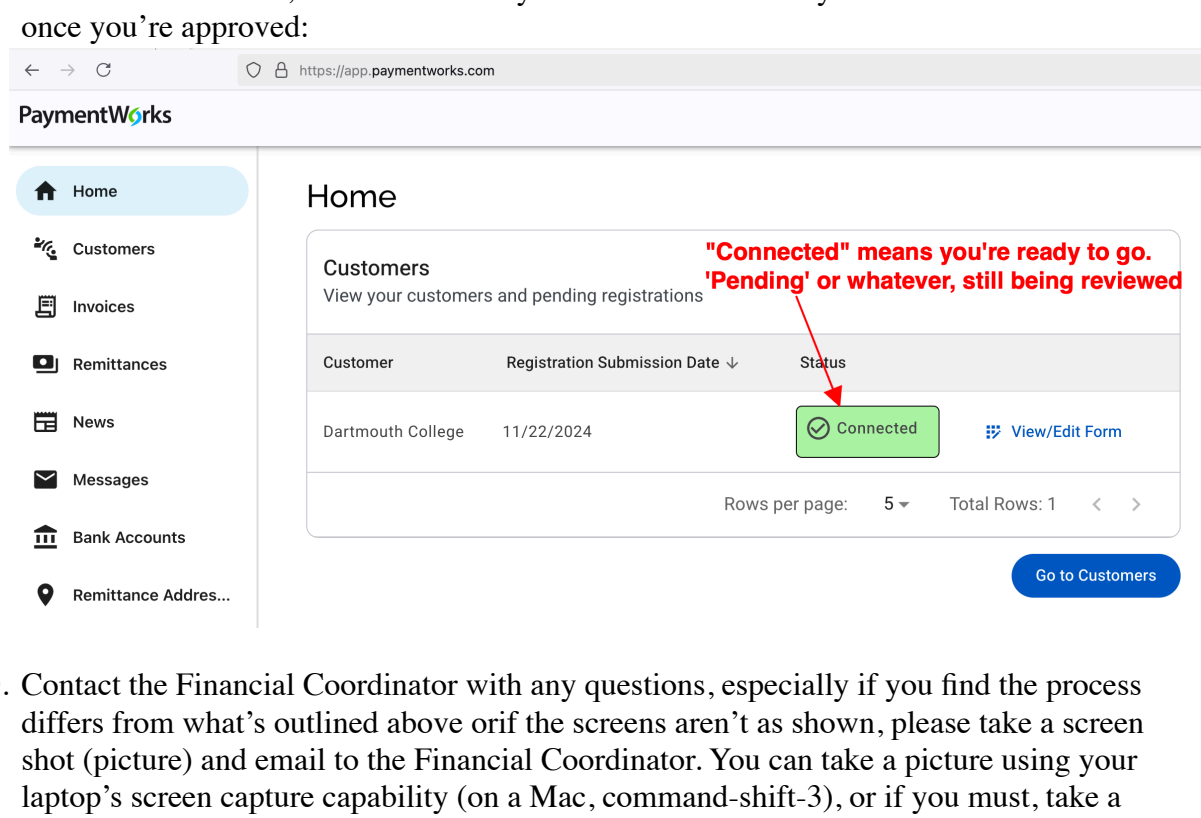 once you're approved:
https://app.paymentworks.com
PaymentWorks
Home
Customers
Invoices
Remittances
News
Messages
Bank Accounts
Remittance Addres...
Home
Customers
View your customers and pending registrations
"Connected" means you're ready to go.
'Pending' or whatever, still being reviewed
Customer Registration Submission Date ↓ Status
Dartmouth College 11/22/2024 Connected View/Edit Form
Rows per page: 5 Total Rows: 1 < >
Go to Customers
. Contact the Financial Coordinator with any questions, especially if you find the process
differs from what's outlined above orif the screens aren't as shown, please take a screen
shot (picture) and email to the Financial Coordinator. You can take a picture using your
laptop's screen capture capability (on a Mac, command-shift-3), or if you must, take a